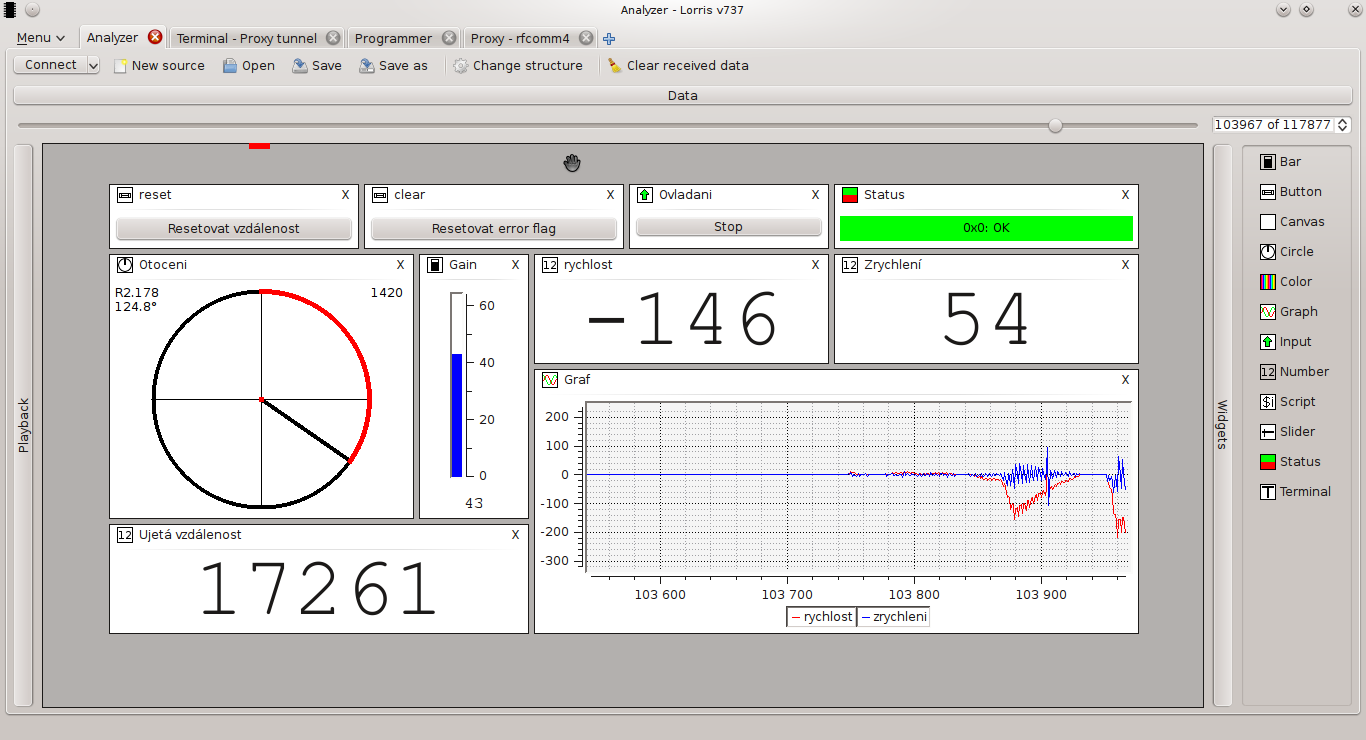 Analyzer - Lorris v737
Menu
Analyzer
Terminal - Proxy tunnel
Programmer
Proxy - rfcomm4
Connect
New source
Open
Save
Save as
Change structure
Clear received data
Data
103967 of 117877
Playback
reset X
Resetovat vzdálenost
clear X
Resetovat error flag
Ovladani X
Stop
Status X
0x0: OK
Otoceni X
R2.178 1420
124.8°
Gain X
60
40
20
0
43
12 rychlost X
-146
12 Zrychlení X
54
Graf X
200
100
0
-100
-200
-300
103 600 103 700 103 800 103 900
rychlost zrychleni
12 Ujetá vzdálenost X
17261
Widgets
Bar
Button
Canvas
Circle
Color
Graph
Input
12 Number
$i Script
Slider
Status
T Terminal